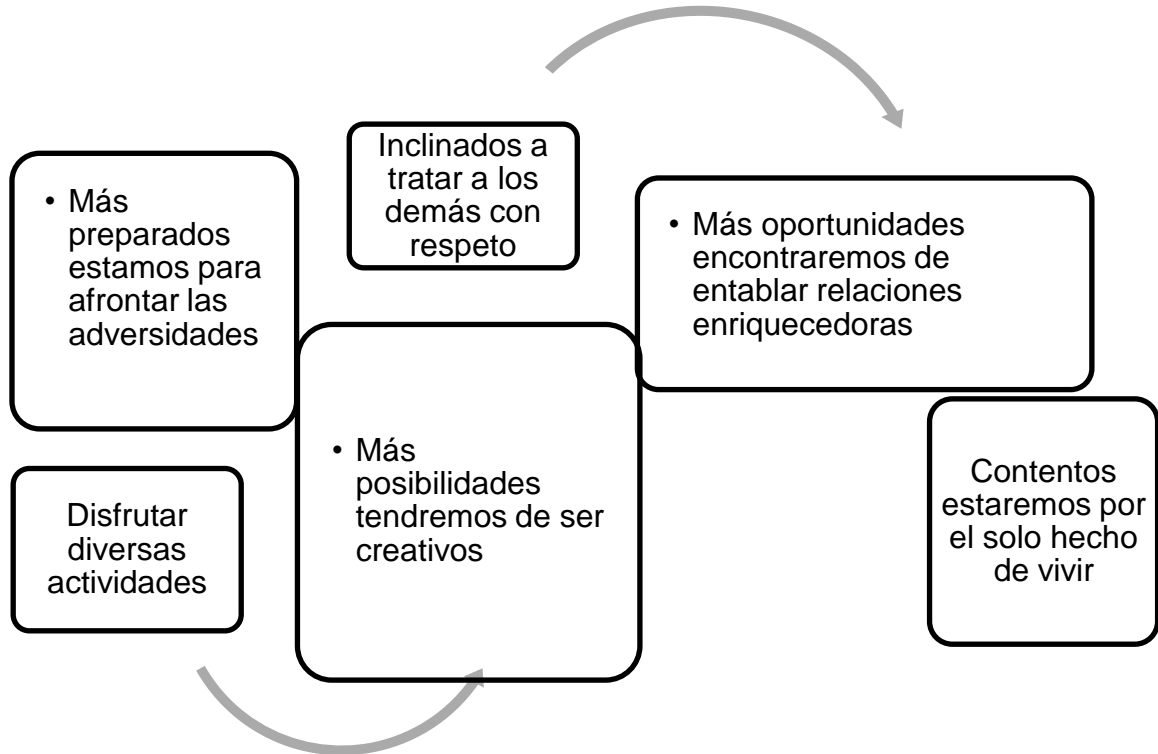 • Más
preparados
estamos para
afrontar las
adversidades
Disfrutar
diversas
actividades
Inclinados a
tratar a los
demás con
respeto
• Más
posibilidades
tendremos de ser
creativos
• Más oportunidades
encontraremos de
entablar relaciones
enriquecedoras
Contentos
estaremos por
el solo hecho
de vivir